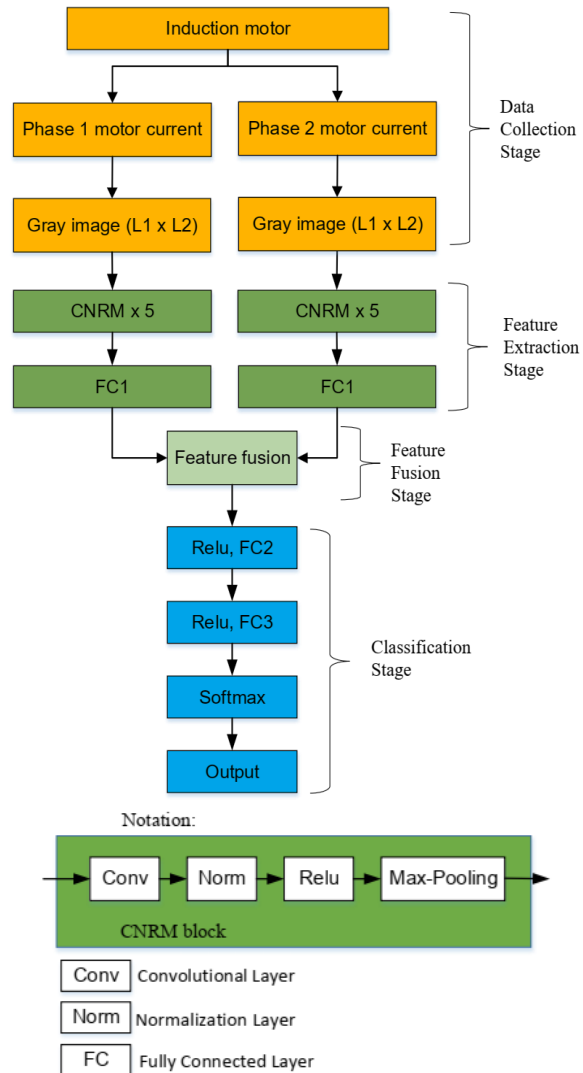 Induction motor
Phase 1 motor current
Phase 2 motor current
Data
Collection
Stage
Gray image (L1 x L2)
Gray image (L1 x L2)
CNRM x 5
CNRM x 5
Feature
Extraction
Stage
FC1
FC1
Feature fusion
Feature
Fusion
Stage
Relu, FC2
Relu, FC3
Classification
Stage
Softmax
Output
Notation:
Conv
Norm
Relu
Max-Pooling
CNRM block
Conv Convolutional Layer
Norm Normalization Layer
FC Fully Connected Layer